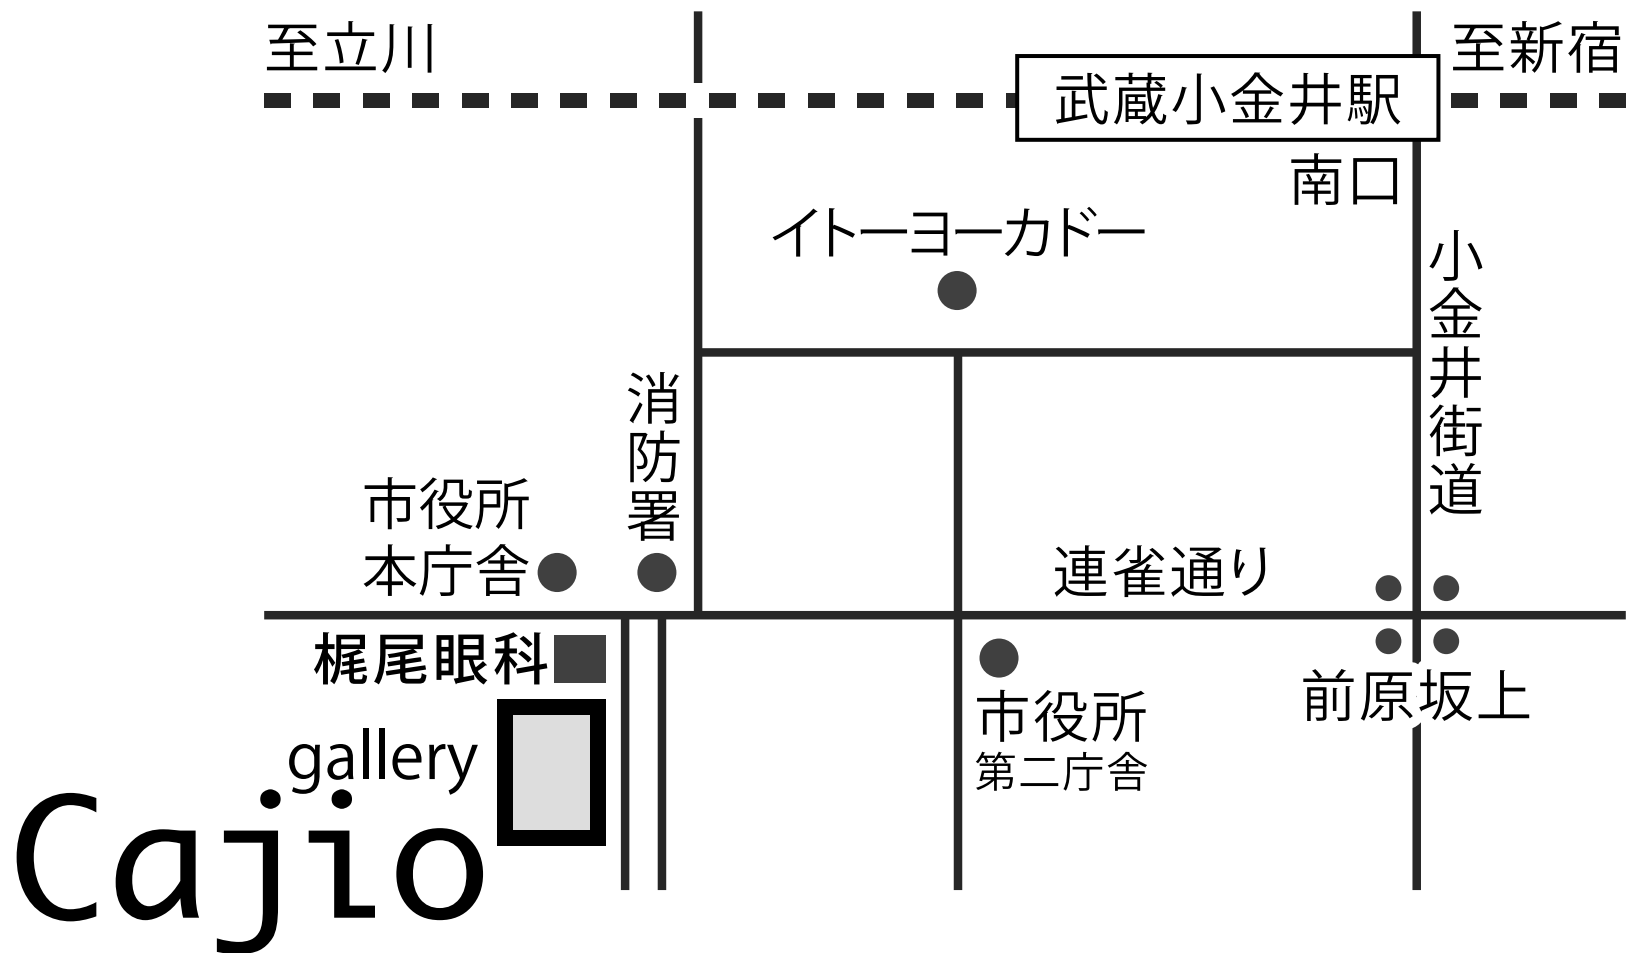 至立川
至新宿
武蔵小金井駅
南口
イトーヨーカドー
小金井街道
消防署
市役所
本庁舎
連雀通り
梶尾眼科
市役所
第二庁舎
前原坂上
gallery
Cajio